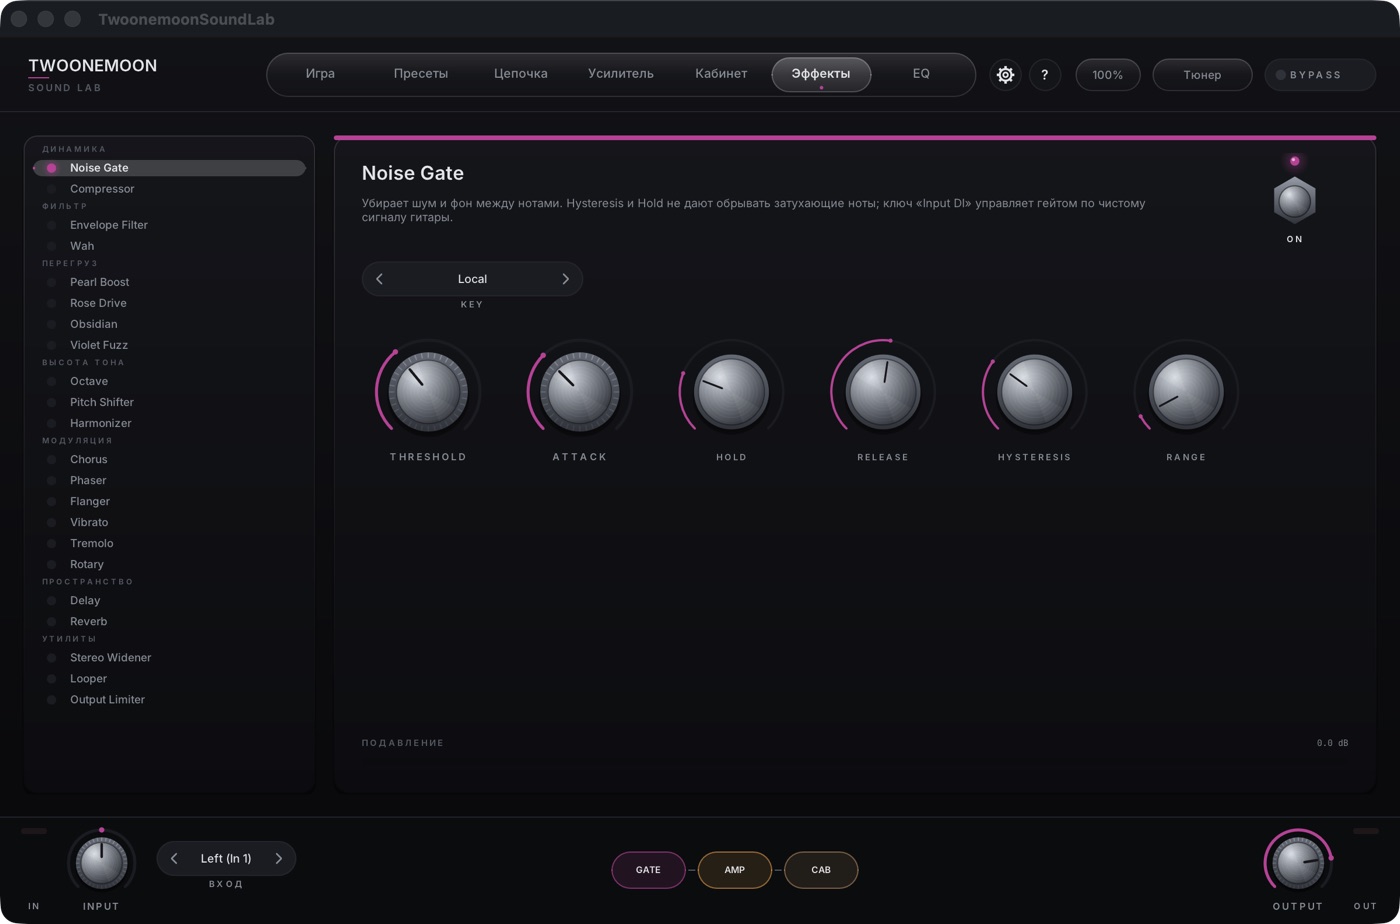 TwoonemoonSoundLab
TWOONEMOON
SOUND LAB
Игра
Пресеты
Цепочка
Усилитель
Кабинет
Эффекты
EQ
?
100%
Тюнер
BYPASS
ДИНАМИКА
Noise Gate
Compressor
ФИЛЬТР
Envelope Filter
Wah
ПЕРЕГРУЗ
Pearl Boost
Rose Drive
Obsidian
Violet Fuzz
ВЫСОТА ТОНА
Octave
Pitch Shifter
Harmonizer
МОДУЛЯЦИЯ
Chorus
Phaser
Flanger
Vibrato
Tremolo
Rotary
ПРОСТРАНСТВО
Delay
Reverb
УТИЛИТЫ
Stereo Widener
Looper
Output Limiter
Noise Gate
Убирает шум и фон между нотами. Hysteresis и Hold не дают обрывать затухающие ноты; ключ «Input DI» управляет гейтом по чистому
сигналу гитары.
ON
Local
KEY
THRESHOLD
ATTACK
HOLD
RELEASE
HYSTERESIS
RANGE
ПОДАВЛЕНИЕ
0.0 dB
IN
INPUT
Left (In 1)
ВХОД
GATE
AMP
CAB
OUTPUT
OUT